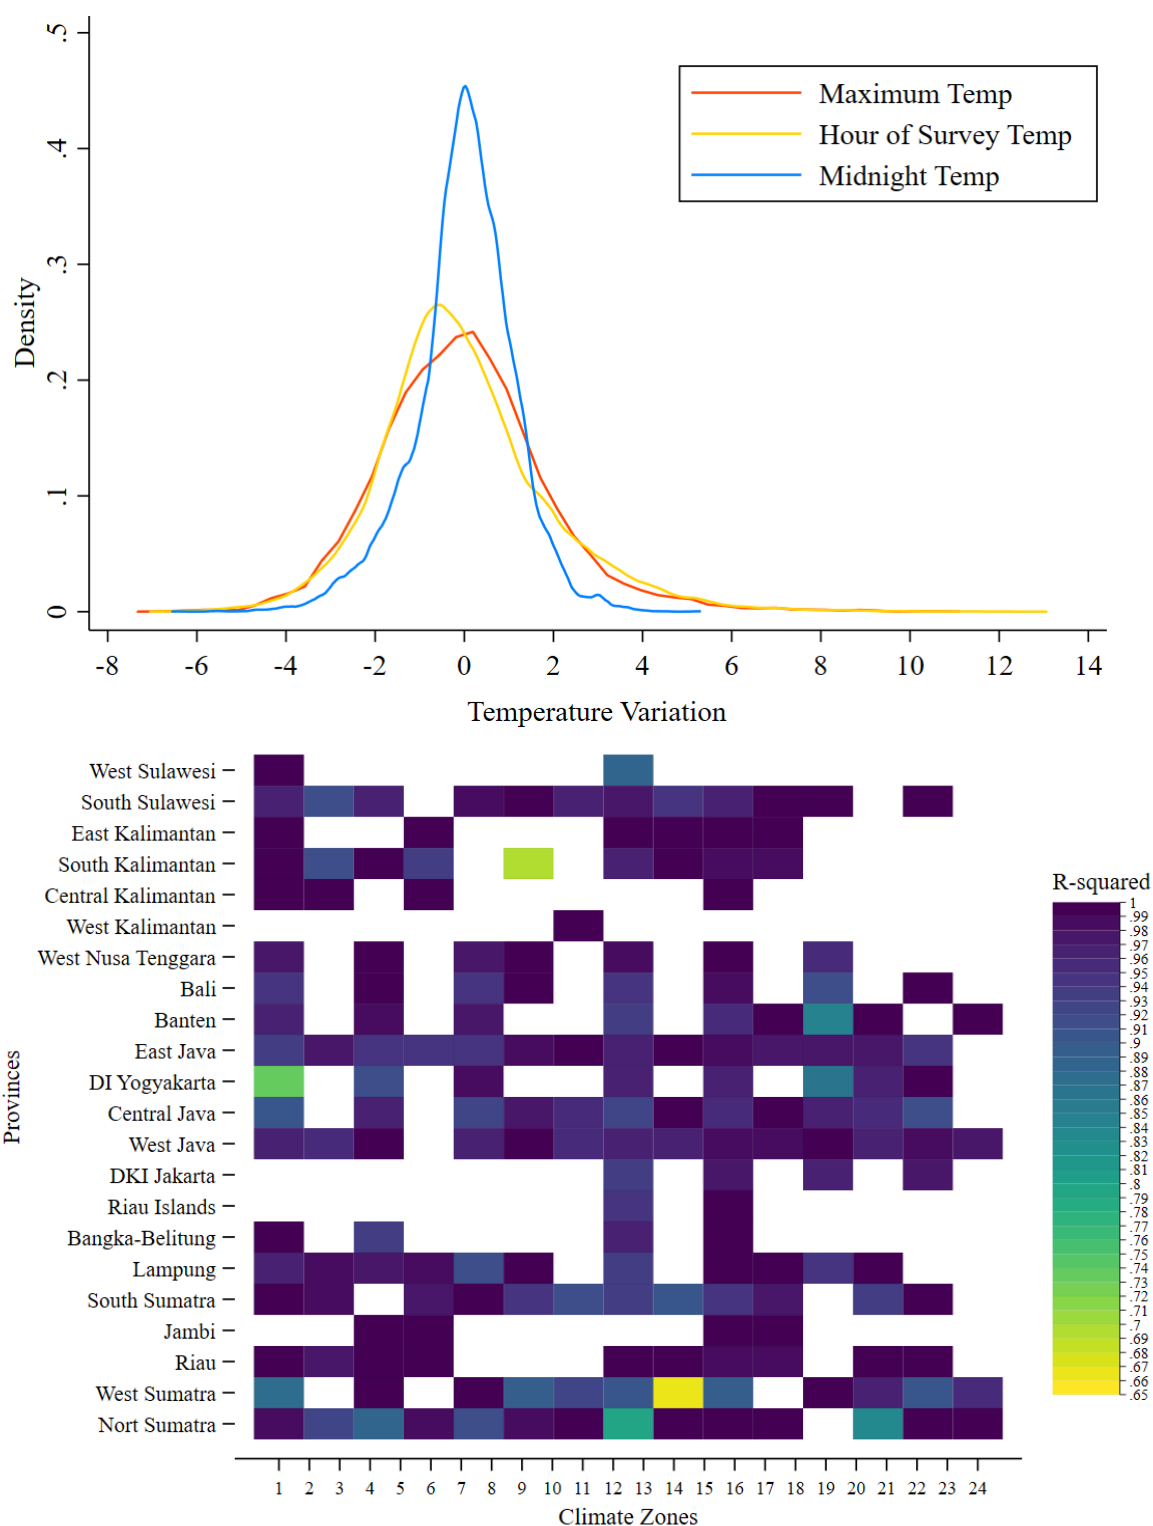 .5
.4
.3
.2
.1
0
Density
Maximum Temp
Hour of Survey Temp
Midnight Temp
-8 -6 -4 -2 0 2 4 6 8 10 12 14
Temperature Variation
West Sulawesi
South Sulawesi
East Kalimantan
South Kalimantan
Central Kalimantan
West Kalimantan
West Nusa Tenggara
Bali
Banten
East Java
DI Yogyakarta
Central Java
West Java
DKI Jakarta
Riau Islands
Bangka-Belitung
Lampung
South Sumatra
Jambi
Riau
West Sumatra
Nort Sumatra
Provinces
1 2 3 4 5 6 7 8 9 10 11 12 13 14 15 16 17 18 19 20 21 22 23 24
Climate Zones
R-squared
1
.99
.98
.97
.96
.95
.94
.93
.92
.91
.9
.89
.88
.87
.86
.85
.84
.83
.82
.81
.8
.79
.78
.77
.76
.75
.74
.73
.72
.71
.7
.69
.68
.67
.66
.65